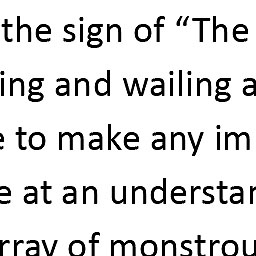 the sign of “The
ing and wailing a
e to make any im
e at an understan
rray of monstrou